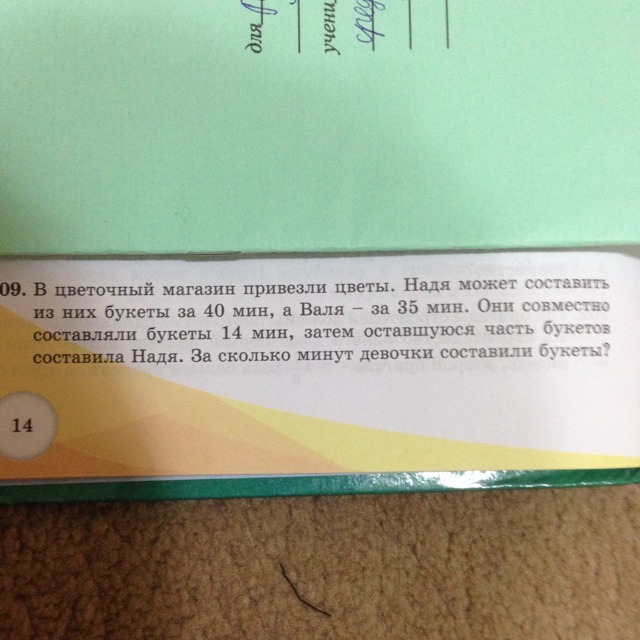 для
учени
09. В цветочный магазин привезли цветы. Надя может составить
из них букеты за 40 мин, а Валя – за 35 мин. Они совместно
составляли букеты 14 мин, затем оставшуюся часть букетов
составила Надя. За сколько минут девочки составили букеты?
14